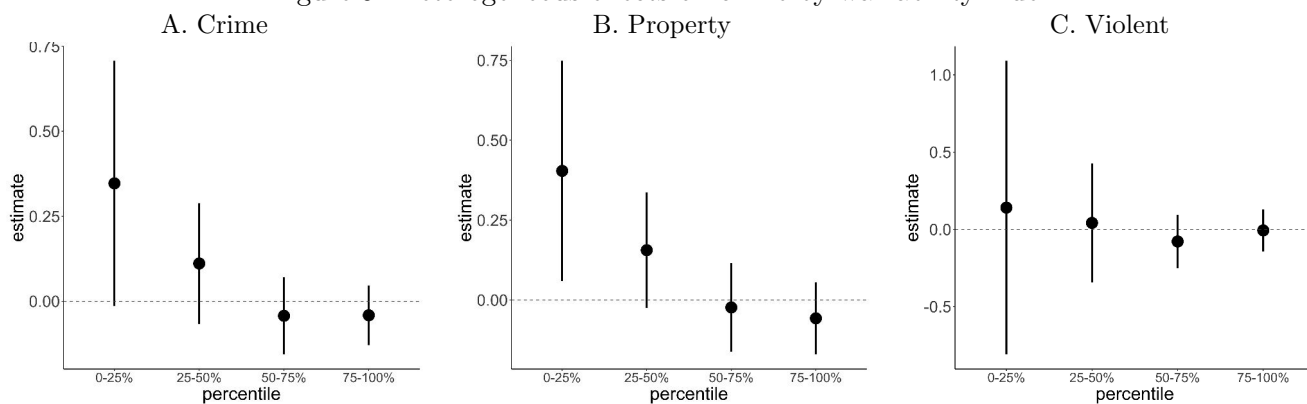 A. Crime
0.75
0.50
0.25
0.00
estimate
0-25% 25-50% 50-75% 75-100%
percentile
B. Property
0.75
0.50
0.25
0.00
estimate
0-25% 25-50% 50-75% 75-100%
percentile
C. Violent
1.0
0.5
0.0
-0.5
estimate
0-25% 25-50% 50-75% 75-100%
percentile